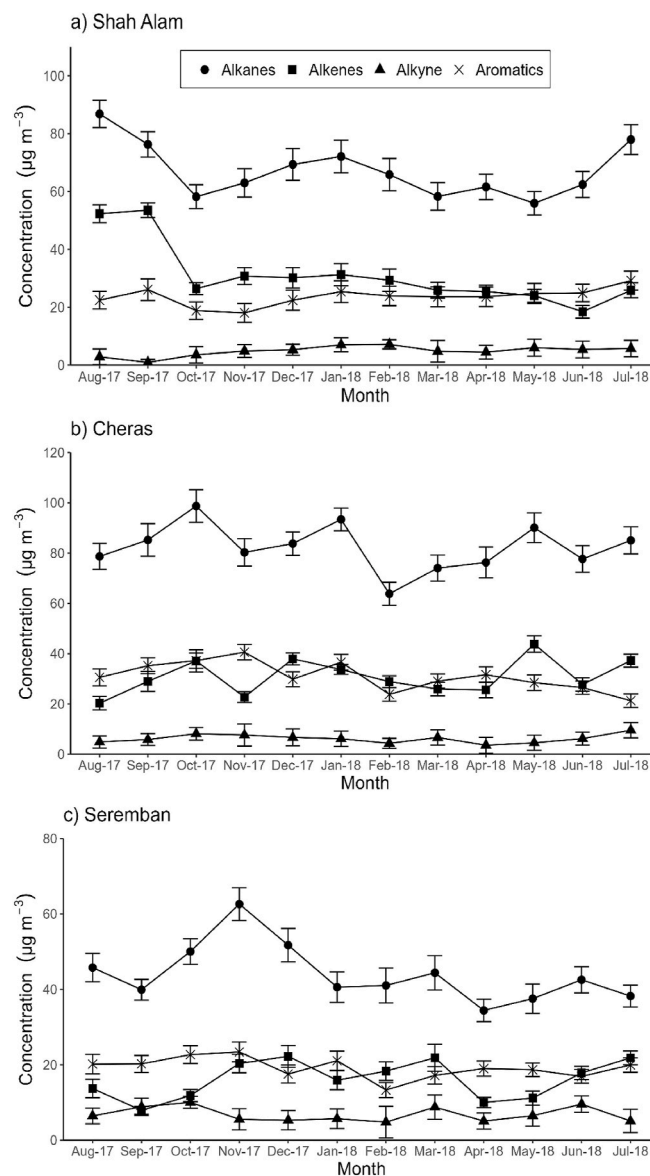 a) Shah Alam
Alkanes Alkenes Alkyne Aromatics
100
80
60
40
20
0
Concentration (µg m⁻³)
Aug-17 Sep-17 Oct-17 Nov-17 Dec-17 Jan-18 Feb-18 Mar-18 Apr-18 May-18 Jun-18 Jul-18
Month
b) Cheras
120
100
80
60
40
20
0
Concentration (µg m⁻³)
Aug-17 Sep-17 Oct-17 Nov-17 Dec-17 Jan-18 Feb-18 Mar-18 Apr-18 May-18 Jun-18 Jul-18
Month
c) Seremban
80
60
40
20
0
Concentration (µg m⁻³)
Aug-17 Sep-17 Oct-17 Nov-17 Dec-17 Jan-18 Feb-18 Mar-18 Apr-18 May-18 Jun-18 Jul-18
Month